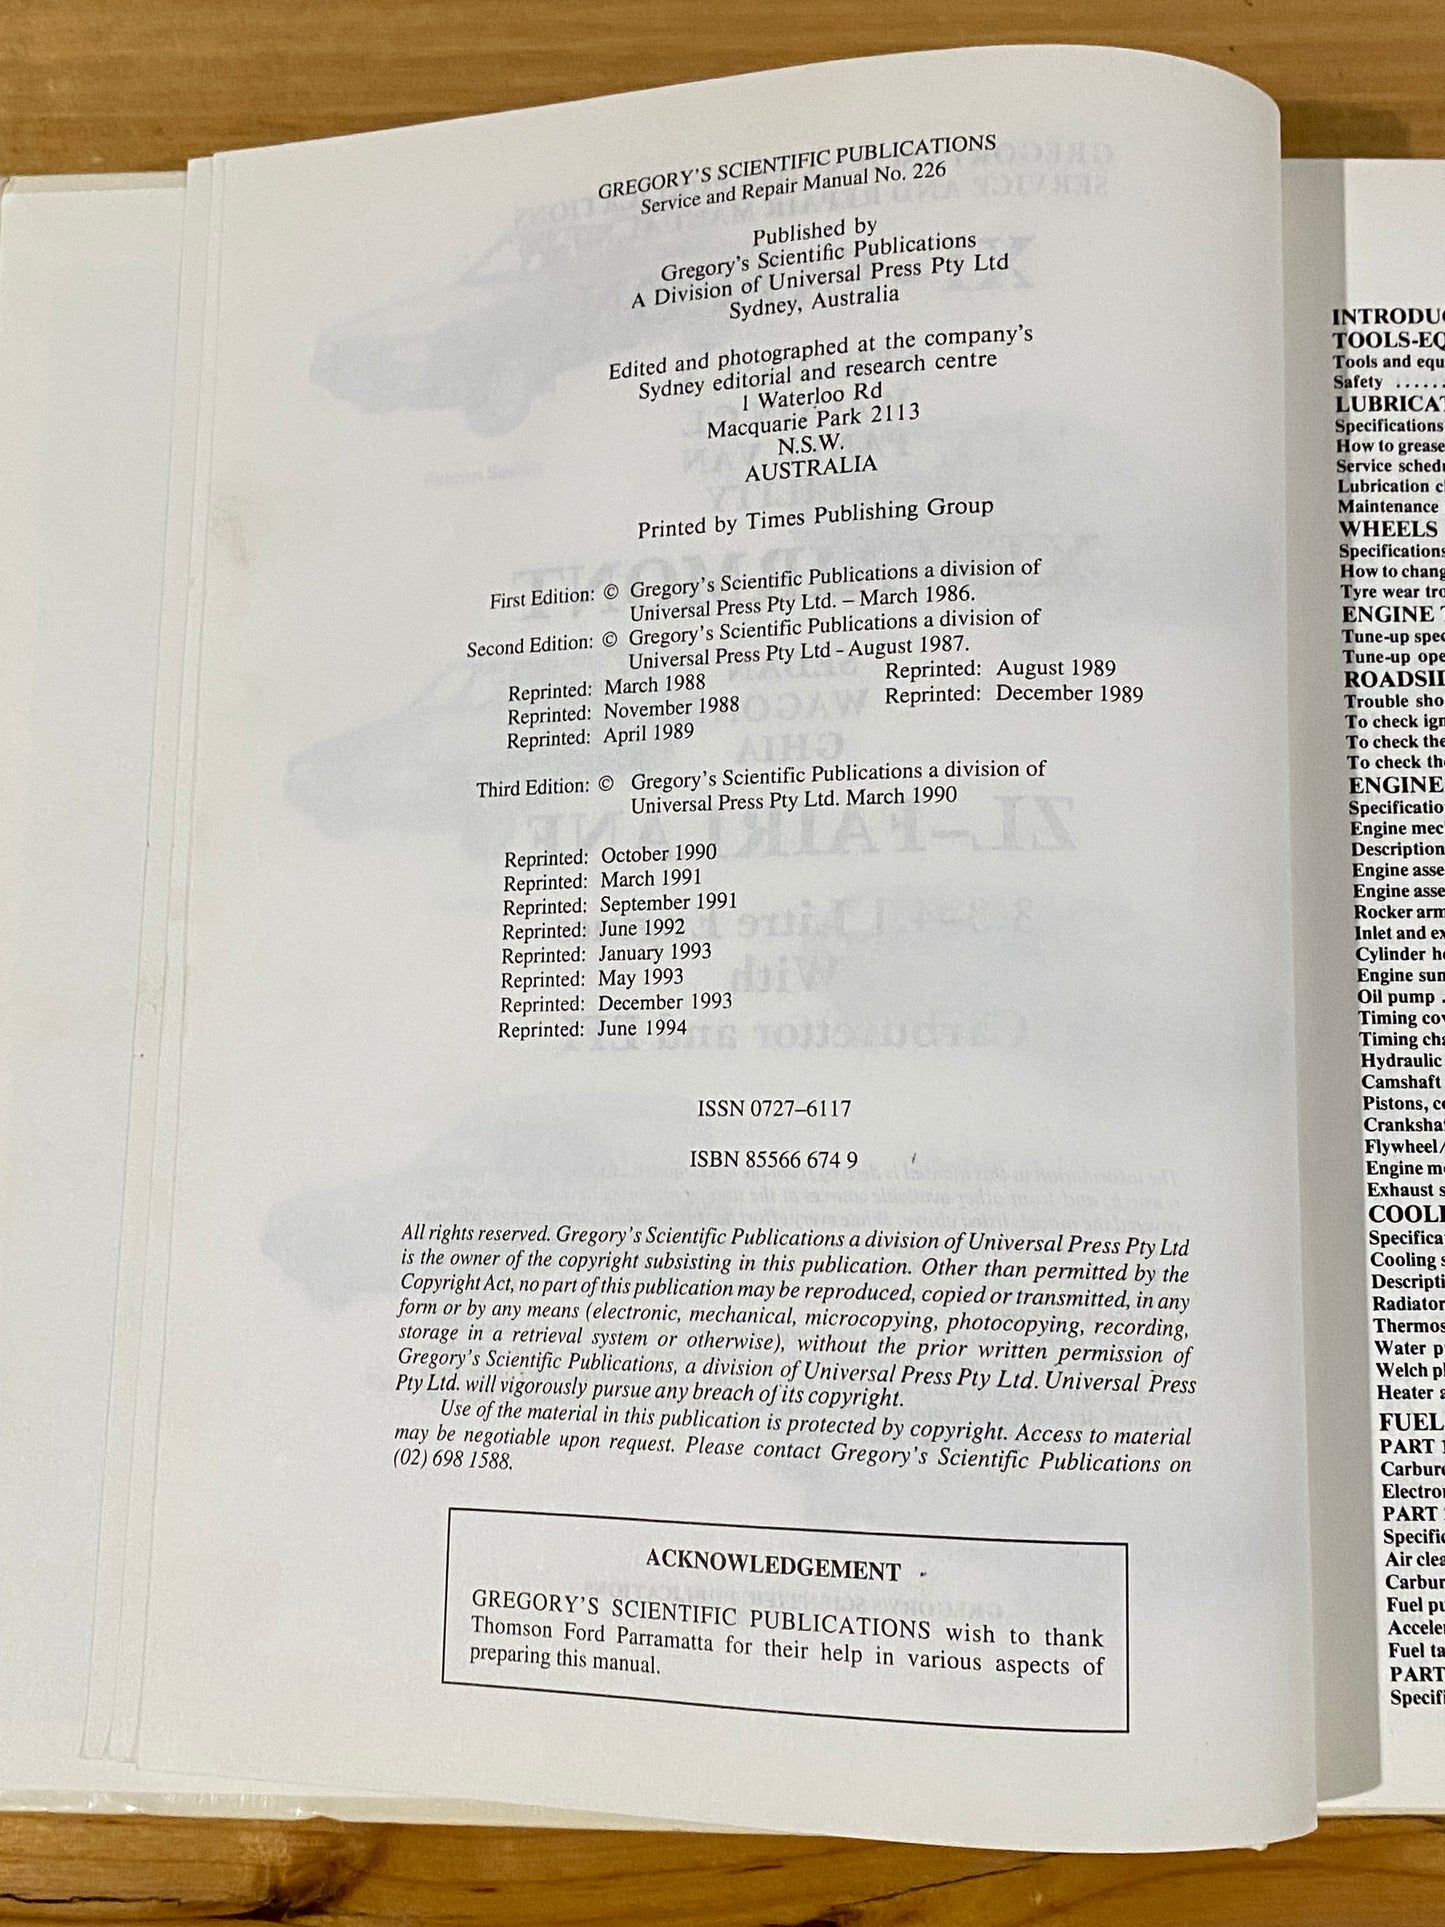 GREGORY'S SCIENTIFIC PUBLICATIONS
Service and Repair Manual No. 226
Published by
Gregory's Scientific Publications
A Division of Universal Press Pty Ltd
Sydney, Australia
Edited and photographed at the company's
Sydney editorial and research centre
1 Waterloo Rd
Macquarie Park 2113
N.S.W.
AUSTRALIA
Printed by Times Publishing Group
First Edition: © Gregory's Scientific Publications a division of
Universal Press Pty Ltd. – March 1986.
Second Edition: © Gregory's Scientific Publications a division of
Universal Press Pty Ltd - August 1987.
Reprinted: March 1988
Reprinted: November 1988
Reprinted: April 1989
Reprinted: August 1989
Reprinted: December 1989
Third Edition: © Gregory's Scientific Publications a division of
Universal Press Pty Ltd. March 1990
Reprinted: October 1990
Reprinted: March 1991
Reprinted: September 1991
Reprinted: June 1992
Reprinted: January 1993
Reprinted: May 1993
Reprinted: December 1993
Reprinted: June 1994
ISSN 0727–6117
ISBN 85566 674 9
All rights reserved. Gregory's Scientific Publications a division of Universal Press Pty Ltd
is the owner of the copyright subsisting in this publication. Other than permitted by the
Copyright Act, no part of this publication may be reproduced, copied or transmitted, in any
form or by any means (electronic, mechanical, microcopying, photocopying, recording,
storage in a retrieval system or otherwise), without the prior written permission of
Gregory's Scientific Publications, a division of Universal Press Pty Ltd. Universal Press
Pty Ltd. will vigorously pursue any breach of its copyright.
Use of the material in this publication is protected by copyright. Access to material
may be negotiable upon request. Please contact Gregory's Scientific Publications on
(02) 698 1588.
ACKNOWLEDGEMENT
GREGORY'S SCIENTIFIC PUBLICATIONS wish to thank
Thomson Ford Parramatta for their help in various aspects of
preparing this manual.
INTRODUC
TOOLS-EQ
Tools and equ
Safety ......
LUBRICAT
Specifications
How to grease
Service schedu
Lubrication c
Maintenance
WHEELS
Specifications
How to chang
Tyre wear tro
ENGINE T
Tune-up spec
Tune-up ope
ROADSII
Trouble sho
To check ign
To check the
To check th
ENGINE
Specificatio
Engine mec
Description
Engine asse
Engine asse
Rocker arm
Inlet and ex
Cylinder he
Engine sum
Oil pump .
Timing cov
Timing cha
Hydraulic
Camshaft
Pistons, co
Cranksha
Flywheel/
Engine mo
Exhaust s
COOLI
Specifica
Cooling s
Descripti
Radiator
Thermos
Water p
Welch pl
Heater a
FUEL
PART 1
Carbure
Electron
PART
Specific
Air clea
Carbur
Fuel pu
Acceler
Fuel ta
PART
Specifi